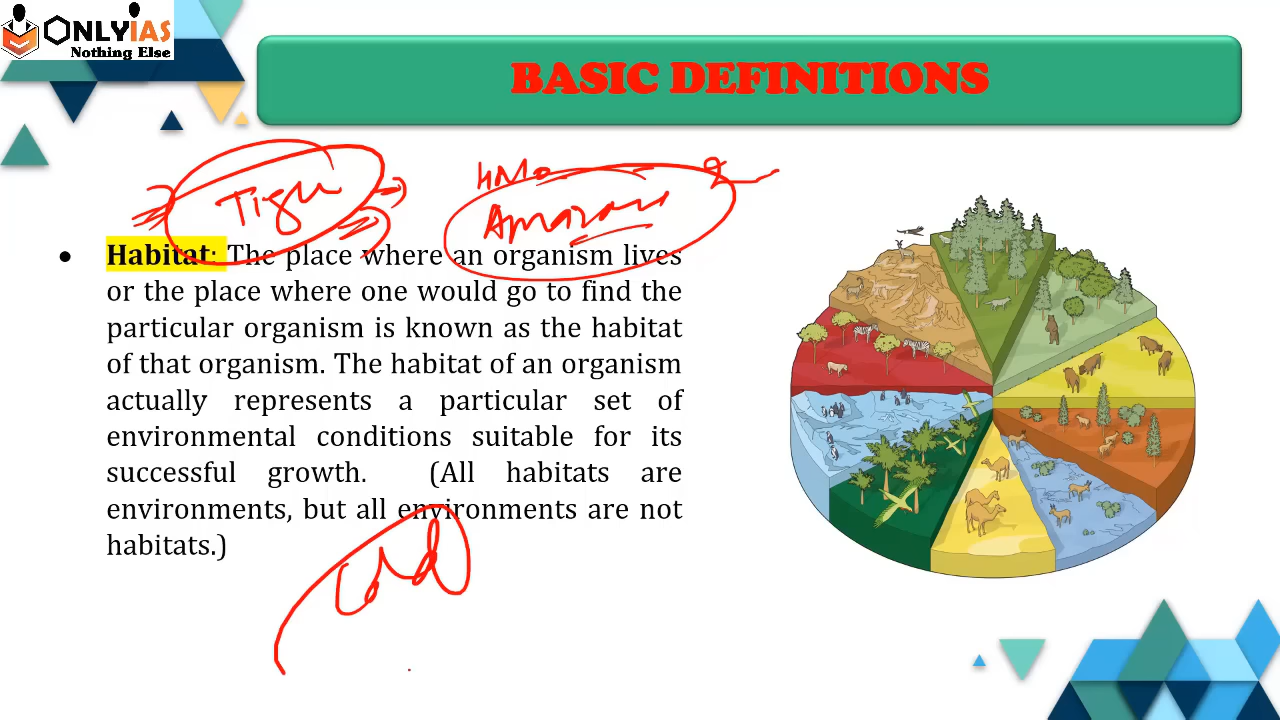 ONLYIAS
Nothing Else
BASIC DEFINITIONS
Tiger
Amazon
• Habitat: The place where an organism lives
or the place where one would go to find the
particular organism is known as the habitat
of that organism. The habitat of an organism
actually represents a particular set of
environmental conditions suitable for its
successful growth. (All habitats are
environments, but all environments are not
habitats.)